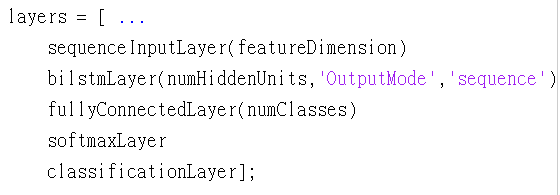 layers = [ ...
sequenceInputLayer(featureDimension)
bilstmLayer(numHiddenUnits,'OutputMode','sequence')
fullyConnectedLayer(numClasses)
softmaxLayer
classificationLayer];